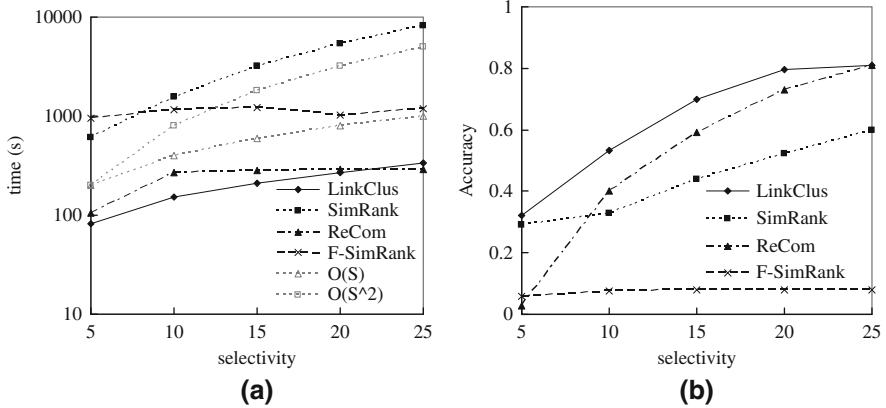 10000
1000
100
10
time (s)
5
10
15
20
25
selectivity
LinkClus
SimRank
ReCom
F-SimRank
O(S)
O(S^2)
(a)
1
0.8
0.6
0.4
0.2
0
Accuracy
5
10
15
20
25
selectivity
LinkClus
SimRank
ReCom
F-SimRank
(b)